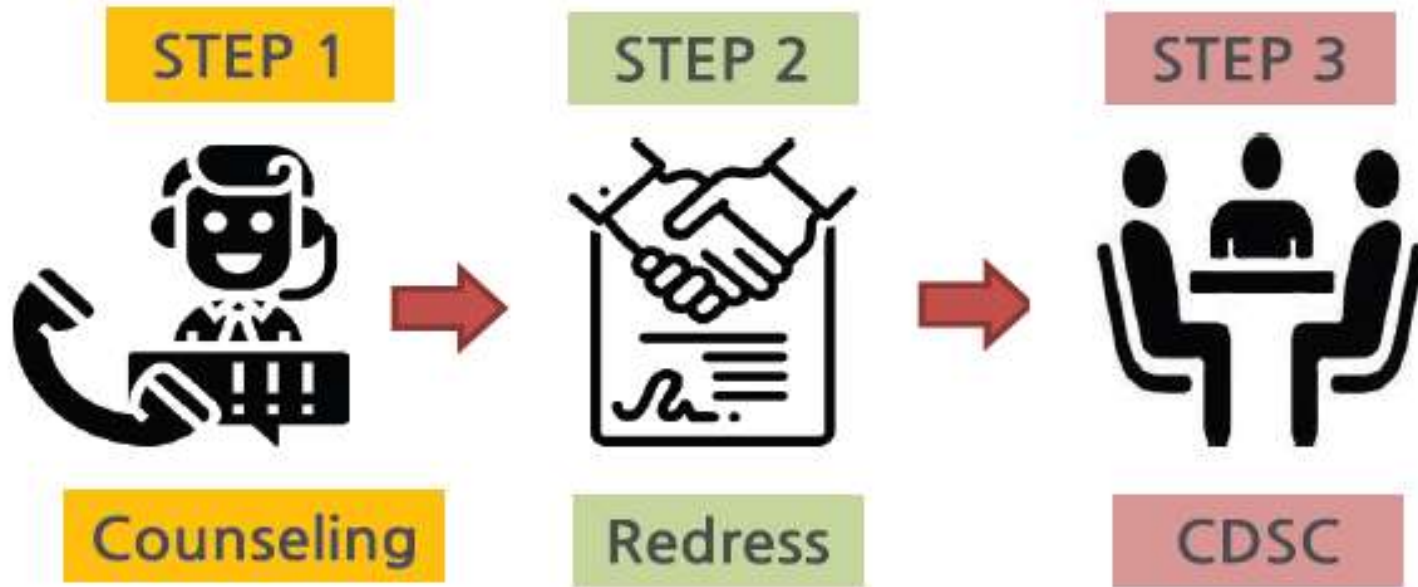 STEP 1
STEP 2
STEP 3
!!!
Counseling
Redress
CDSC